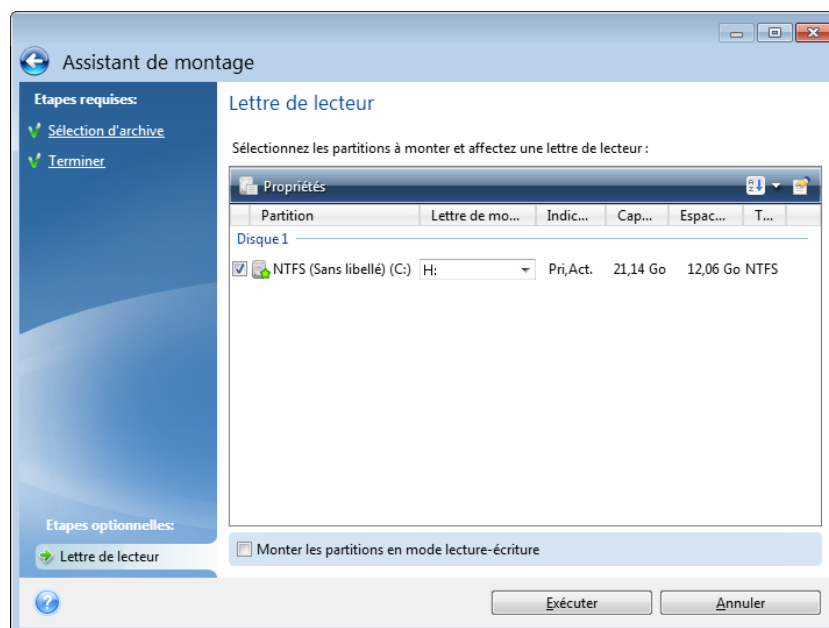 Assistant de montage
Etapes requises:
Sélection d'archive
Terminer
Etapes optionnelles:
Lettre de lecteur
Lettre de lecteur
Sélectionnez les partitions à monter et affectez une lettre de lecteur :
Propriétés
Partition Lettre de mo... Indic... Cap... Espac... T...
Disque 1
NTFS (Sans libellé) (C:) H: Pri,Act. 21,14 Go 12,06 Go NTFS
Monter les partitions en mode lecture-écriture
Exécuter Annuler